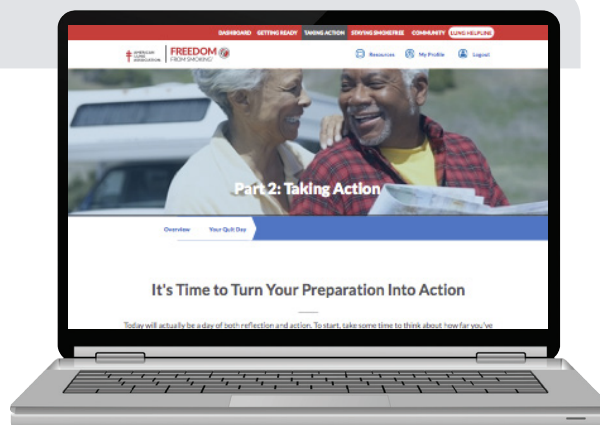 DASHBOARD GETTING READY TAKING ACTION STAYING SMOKEFREE COMMUNITY LUNG HELPLINE
AMERICAN
LUNG
ASSOCIATION
FREEDOM
FROM SMOKING
Resources My Profile Logout
Part 2: Taking Action
Overview Your Quit Day
It's Time to Turn Your Preparation Into Action
Today will actually be a day of both reflection and action. To start, take some time to think about how far you've